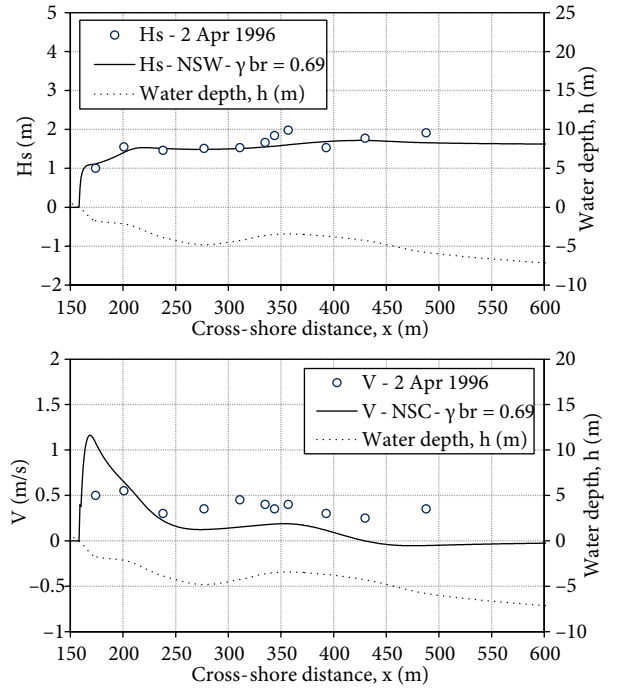 5
4
3
2
1
0
−1
−2
Hs (m)
25
20
15
10
5
0
−5
−10
Water depth, h (m)
Hs - 2 Apr 1996
Hs - NSW - γ br = 0.69
Water depth, h (m)
150 200 250 300 350 400 450 500 550 600
Cross-shore distance, x (m)
2
1.5
1
0.5
0
−0.5
−1
V (m/s)
20
15
10
5
0
−5
−10
Water depth, h (m)
V - 2 Apr 1996
V - NSC - γ br = 0.69
Water depth, h (m)
150 200 250 300 350 400 450 500 550 600
Cross-shore distance, x (m)